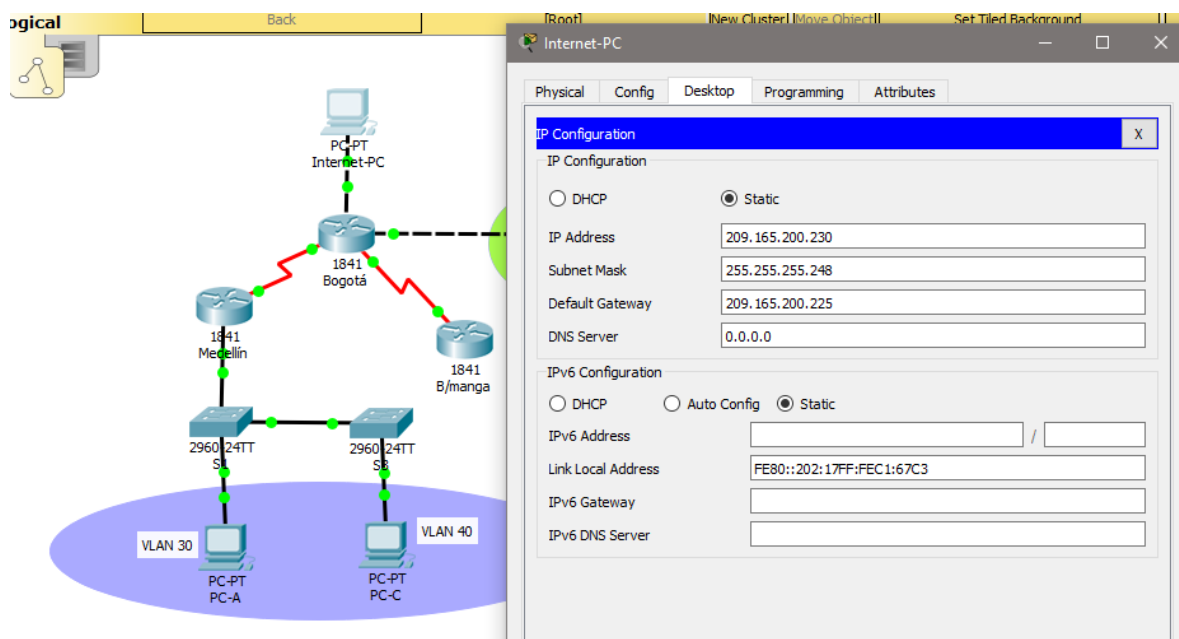 ogical
Back
[Root]
New Cluster
Move Object
Set Tiled Background
PC-PT
Internet-PC
1841
Bogotá
1841
Medellín
1841
B/manga
2960-24TT
S1
2960-24TT
S3
VLAN 30
VLAN 40
PC-PT
PC-A
PC-PT
PC-C
Internet-PC
Physical
Config
Desktop
Programming
Attributes
IP Configuration
X
IP Configuration
DHCP
Static
IP Address
209.165.200.230
Subnet Mask
255.255.255.248
Default Gateway
209.165.200.225
DNS Server
0.0.0.0
IPv6 Configuration
DHCP
Auto Config
Static
IPv6 Address
/
Link Local Address
FE80::202:17FF:FEC1:67C3
IPv6 Gateway
IPv6 DNS Server